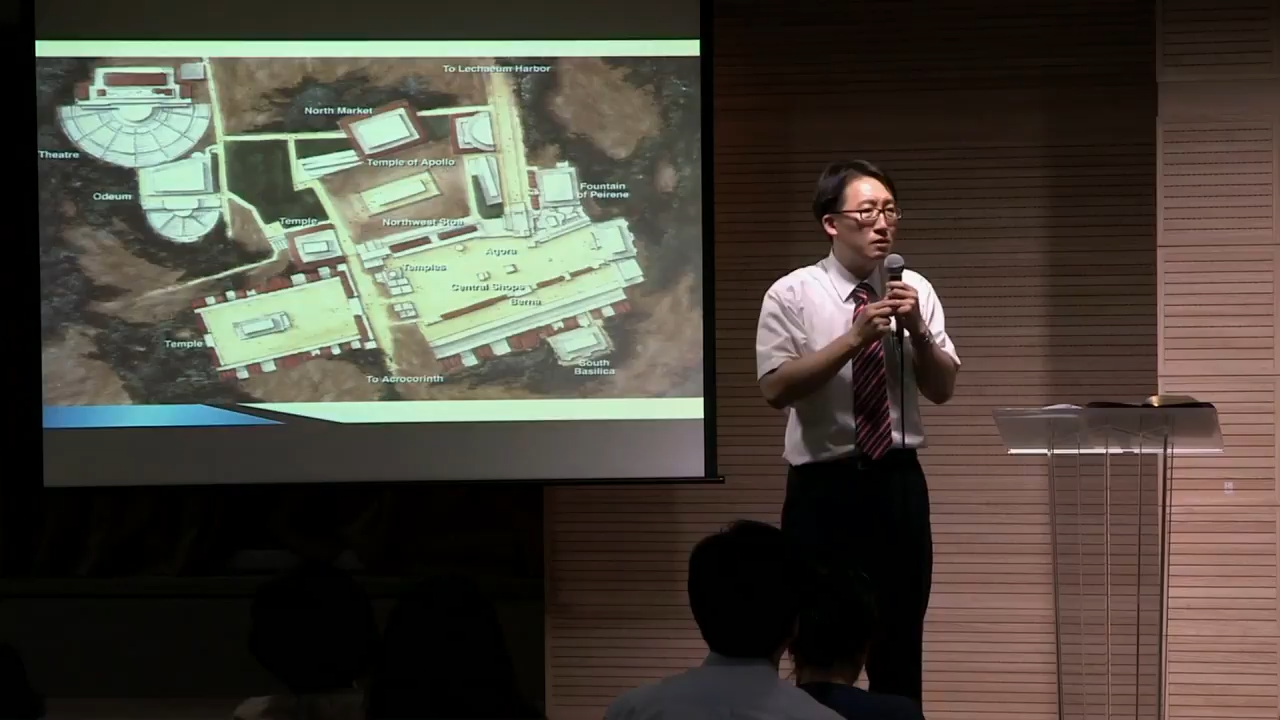 To Lechaeum Harbor
North Market
Theatre
Temple of Apollo
Odeum
Fountain
of Peirene
Temple
Northwest Stoa
Agora
Temples
Central Shops
Bema
Temple
South
Basilica
To Acrocorinth